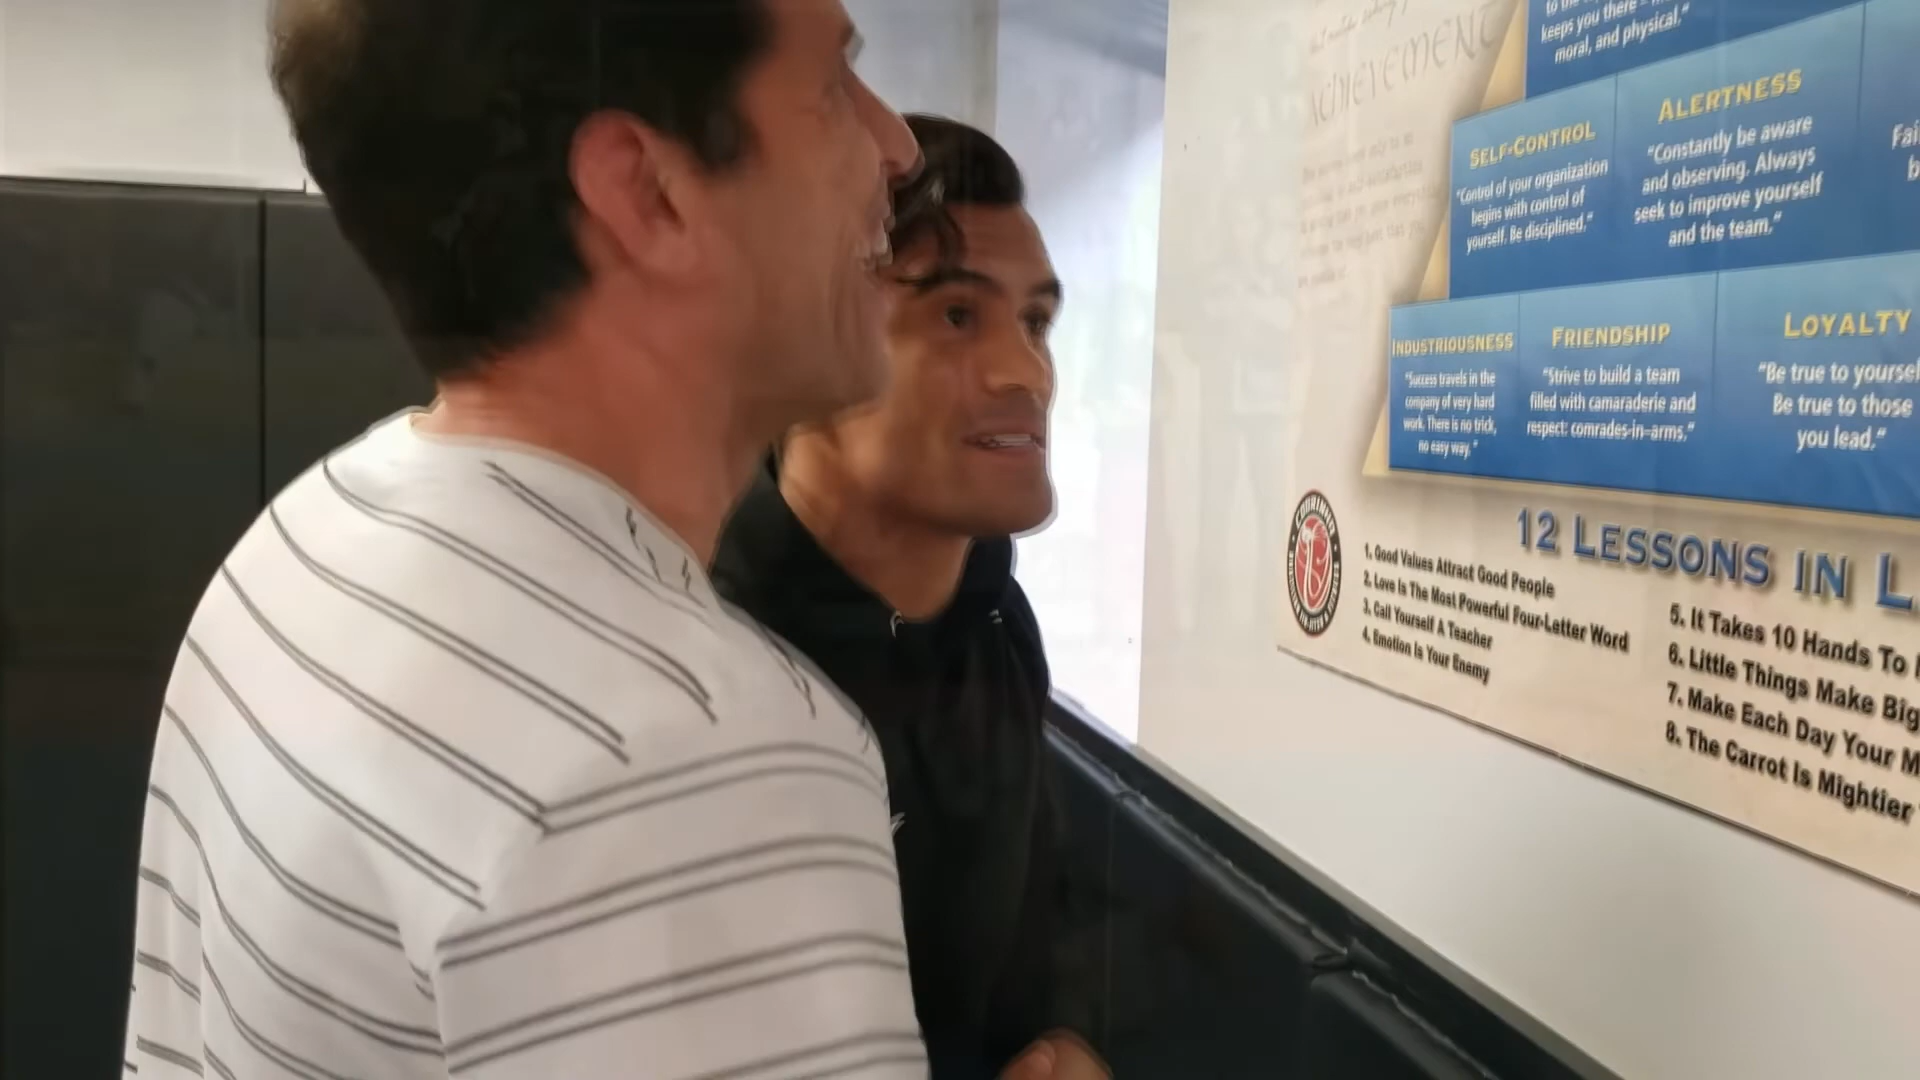 to the
keeps you there
moral, and physical."
ACHIEVEMENT
ALERTNESS
"Constantly be aware
and observing. Always
seek to improve yourself
and the team."
SELF-CONTROL
"Control of your organization
begins with control of
yourself. Be disciplined."
Fai
b
INDUSTRIOUSNESS
"Success travels in the
company of very hard
work. There is no trick,
no easy way."
FRIENDSHIP
"Strive to build a team
filled with camaraderie and
respect: comrades-in-arms."
LOYALTY
"Be true to yoursel
Be true to those
you lead."
12 LESSONS IN L
1. Good Values Attract Good People
2. Love Is The Most Powerful Four-Letter Word
3. Call Yourself A Teacher
4. Emotion Is Your Enemy
5. It Takes 10 Hands To
6. Little Things Make Big
7. Make Each Day Your M
8. The Carrot Is Mightier